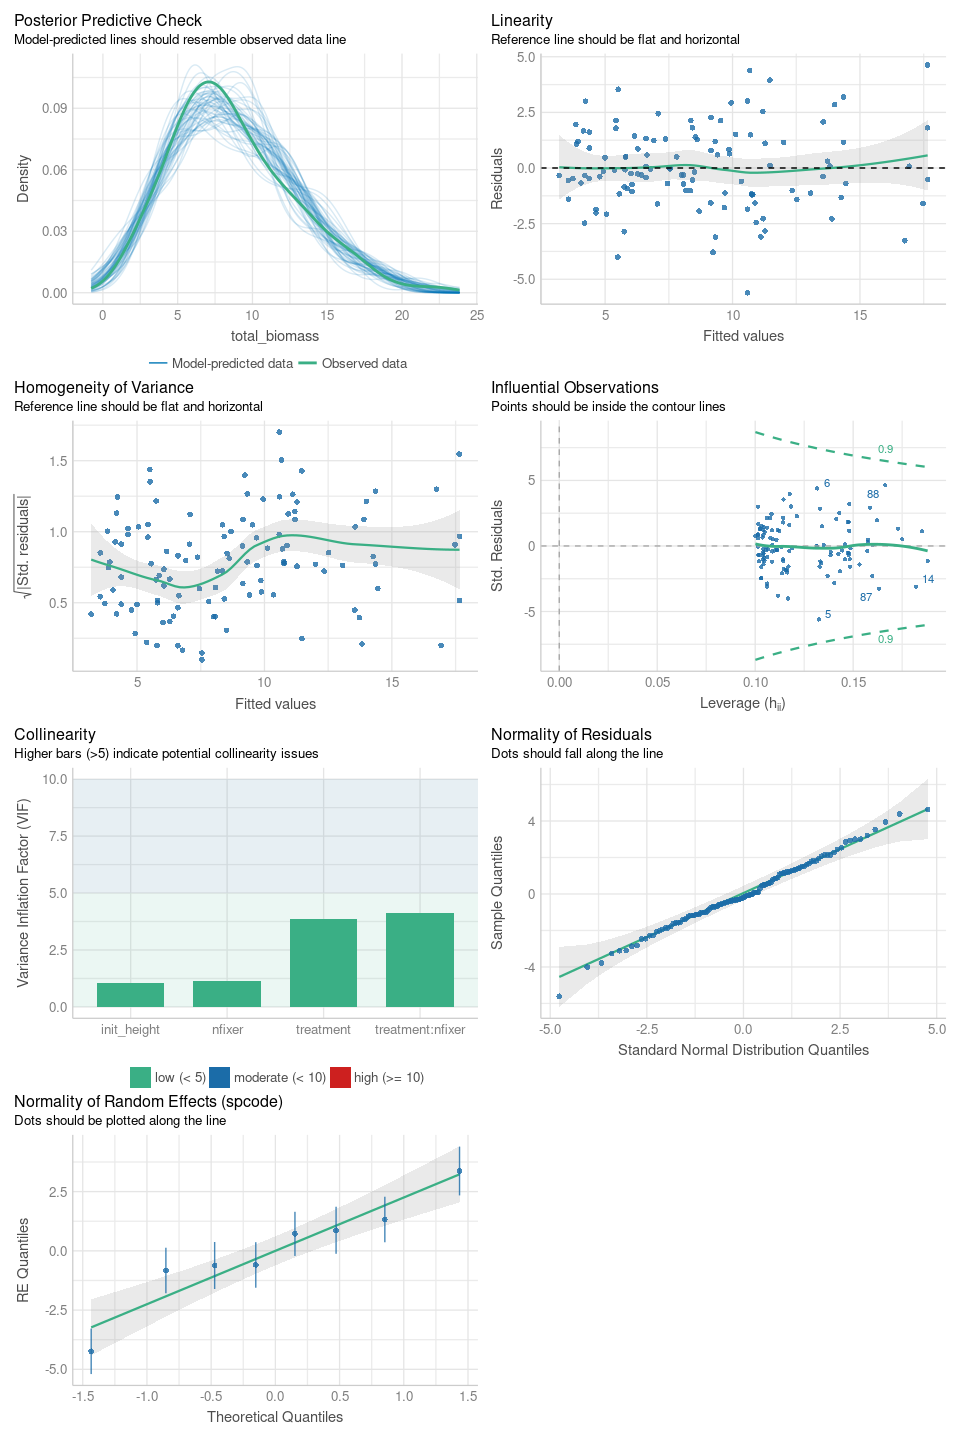 Posterior Predictive Check
Model-predicted lines should resemble observed data line
Density
0.09
0.06
0.03
0.00
0
5
10
15
20
25
total_biomass
Model-predicted data
Observed data
Linearity
Reference line should be flat and horizontal
Residuals
5.0
2.5
0.0
-2.5
-5.0
5
10
15
Fitted values
Homogeneity of Variance
Reference line should be flat and horizontal
√|Std. residuals|
1.5
1.0
0.5
5
10
15
Fitted values
Influential Observations
Points should be inside the contour lines
Std. Residuals
5
0
-5
0.9
6
88
14
87
5
0.9
0.00
0.05
0.10
0.15
Leverage (hii)
Collinearity
Higher bars (>5) indicate potential collinearity issues
Variance Inflation Factor (VIF)
10.0
7.5
5.0
2.5
0.0
init_height
nfixer
treatment
treatment:nfixer
low (< 5)
moderate (< 10)
high (>= 10)
Normality of Residuals
Dots should fall along the line
Sample Quantiles
4
0
-4
-5.0
-2.5
0.0
2.5
5.0
Standard Normal Distribution Quantiles
Normality of Random Effects (spcode)
Dots should be plotted along the line
RE Quantiles
2.5
0.0
-2.5
-5.0
-1.5
-1.0
-0.5
0.0
0.5
1.0
1.5
Theoretical Quantiles